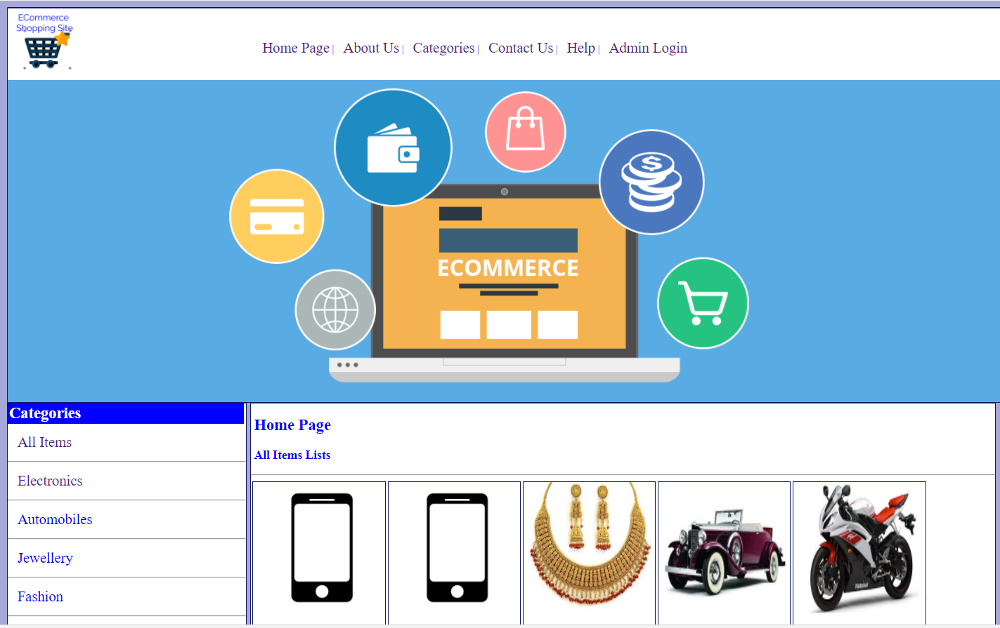 ECommerce
Shopping Site
Home Page | About Us | Categories | Contact Us | Help | Admin Login
ECOMMERCE
Categories
All Items
Electronics
Automobiles
Jewellery
Fashion
Home Page
All Items Lists
YAMAHA